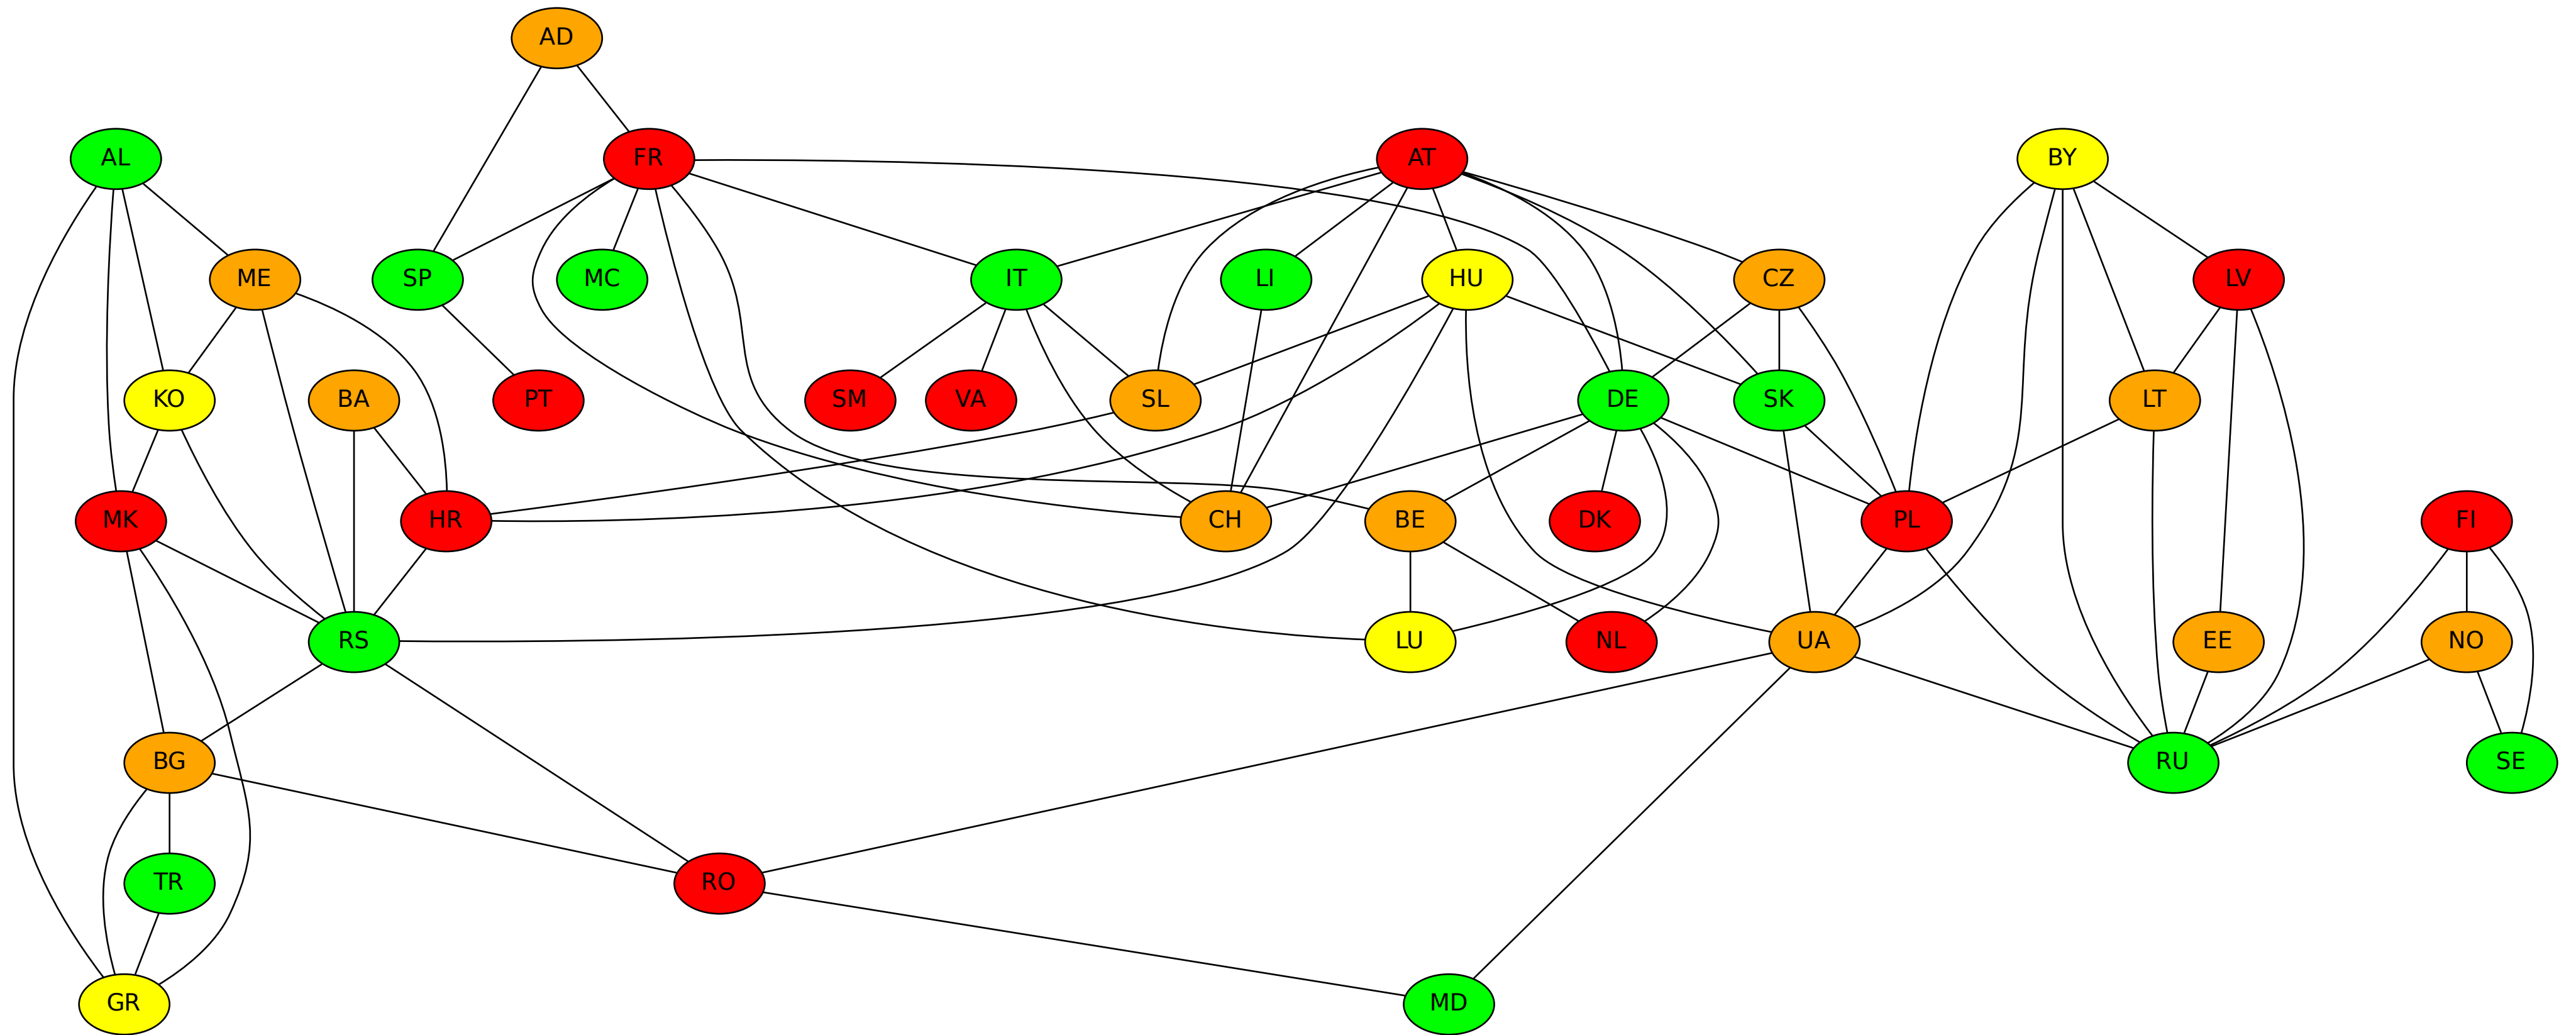 AD
AL
FR
AT
BY
ME
SP
MC
IT
LI
HU
CZ
LV
KO
BA
PT
SM
VA
SL
DE
SK
LT
MK
HR
CH
BE
DK
PL
FI
RS
LU
NL
UA
EE
NO
BG
RU
SE
TR
RO
GR
MD